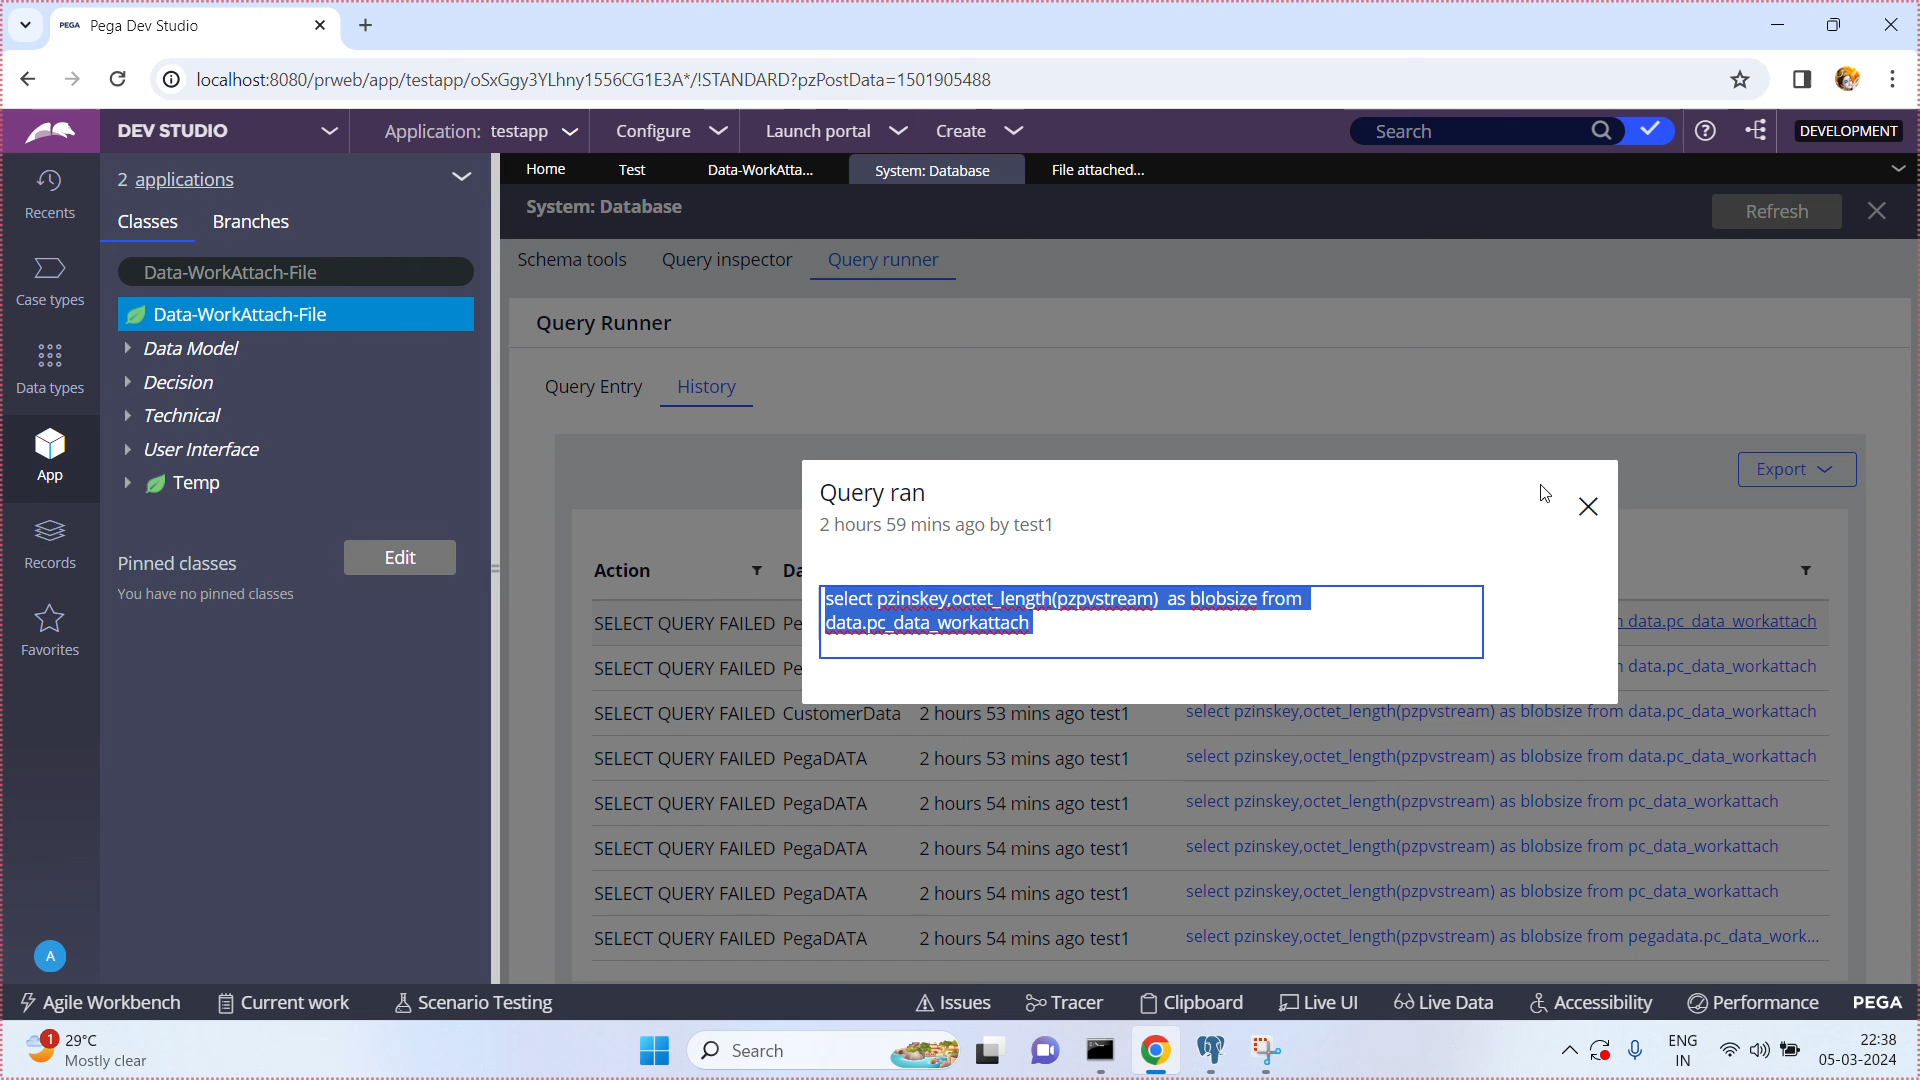 PEGA Pega Dev Studio
localhost:8080/prweb/app/testapp/oSxGgy3YLhny1556CG1E3A*/!STANDARD?pzPostData=1501905488
DEV STUDIO
Application: testapp
Configure
Launch portal
Create
Search
DEVELOPMENT
Recents
Case types
Data types
App
Records
Favorites
A
2 applications
Classes Branches
Data-WorkAttach-File
Data-WorkAttach-File
Data Model
Decision
Technical
User Interface
Temp
Pinned classes
Edit
You have no pinned classes
Home Test Data-WorkAtta... System: Database File attached...
System: Database
Refresh
Schema tools Query inspector Query runner
Query Runner
Query Entry History
Export
Query ran
2 hours 59 mins ago by test1
select pzinskey,octet_length(pzpvstream) as blobsize from
data.pc_data_workattach
Action Da
SELECT QUERY FAILED Pe data.pc_data_workattach
SELECT QUERY FAILED Pe data.pc_data_workattach
SELECT QUERY FAILED CustomerData 2 hours 53 mins ago test1 select pzinskey,octet_length(pzpvstream) as blobsize from data.pc_data_workattach
SELECT QUERY FAILED PegaDATA 2 hours 53 mins ago test1 select pzinskey,octet_length(pzpvstream) as blobsize from data.pc_data_workattach
SELECT QUERY FAILED PegaDATA 2 hours 54 mins ago test1 select pzinskey,octet_length(pzpvstream) as blobsize from pc_data_workattach
SELECT QUERY FAILED PegaDATA 2 hours 54 mins ago test1 select pzinskey,octet_length(pzpvstream) as blobsize from pc_data_workattach
SELECT QUERY FAILED PegaDATA 2 hours 54 mins ago test1 select pzinskey,octet_length(pzpvstream) as blobsize from pc_data_workattach
SELECT QUERY FAILED PegaDATA 2 hours 54 mins ago test1 select pzinskey,octet_length(pzpvstream) as blobsize from pegadata.pc_data_work...
Agile Workbench Current work Scenario Testing Issues Tracer Clipboard Live UI Live Data Accessibility Performance PEGA
1
29°C
Mostly clear
Search
ENG
IN
22:38
05-03-2024